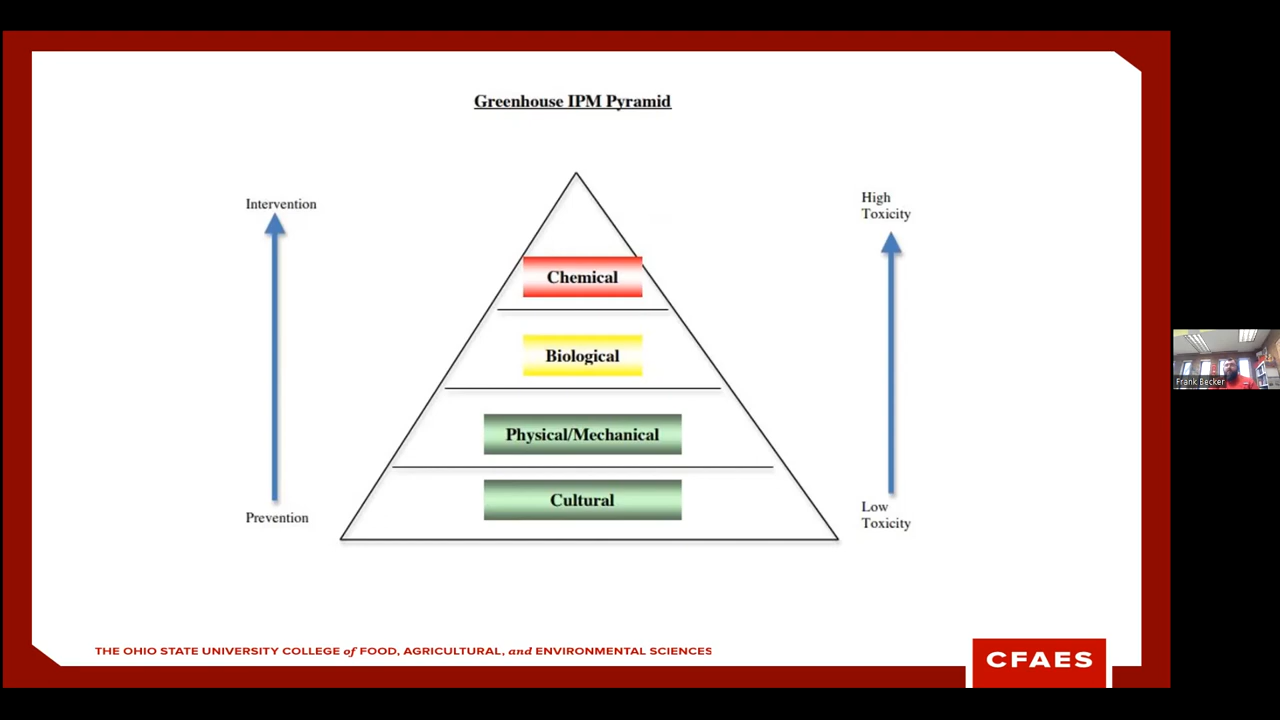 Greenhouse IPM Pyramid
Intervention
High
Toxicity
Chemical
Biological
Physical/Mechanical
Cultural
Prevention
Low
Toxicity
THE OHIO STATE UNIVERSITY COLLEGE of FOOD, AGRICULTURAL, and ENVIRONMENTAL SCIENCES
CFAES
Frank Becker